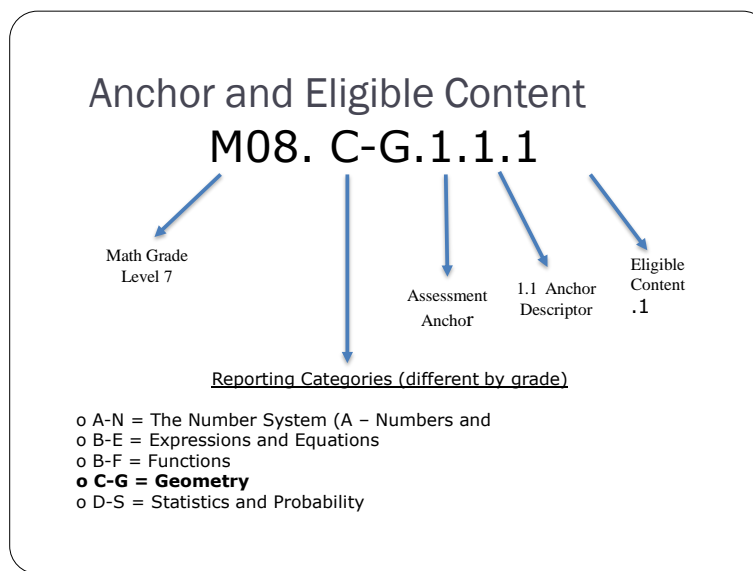 Anchor and Eligible Content
M08. C-G.1.1.1
Math Grade
Level 7
Assessment
Anchor
1.1 Anchor
Descriptor
Eligible
Content
.1
Reporting Categories (different by grade)
o A-N = The Number System (A – Numbers and
o B-E = Expressions and Equations
o B-F = Functions
o C-G = Geometry
o D-S = Statistics and Probability